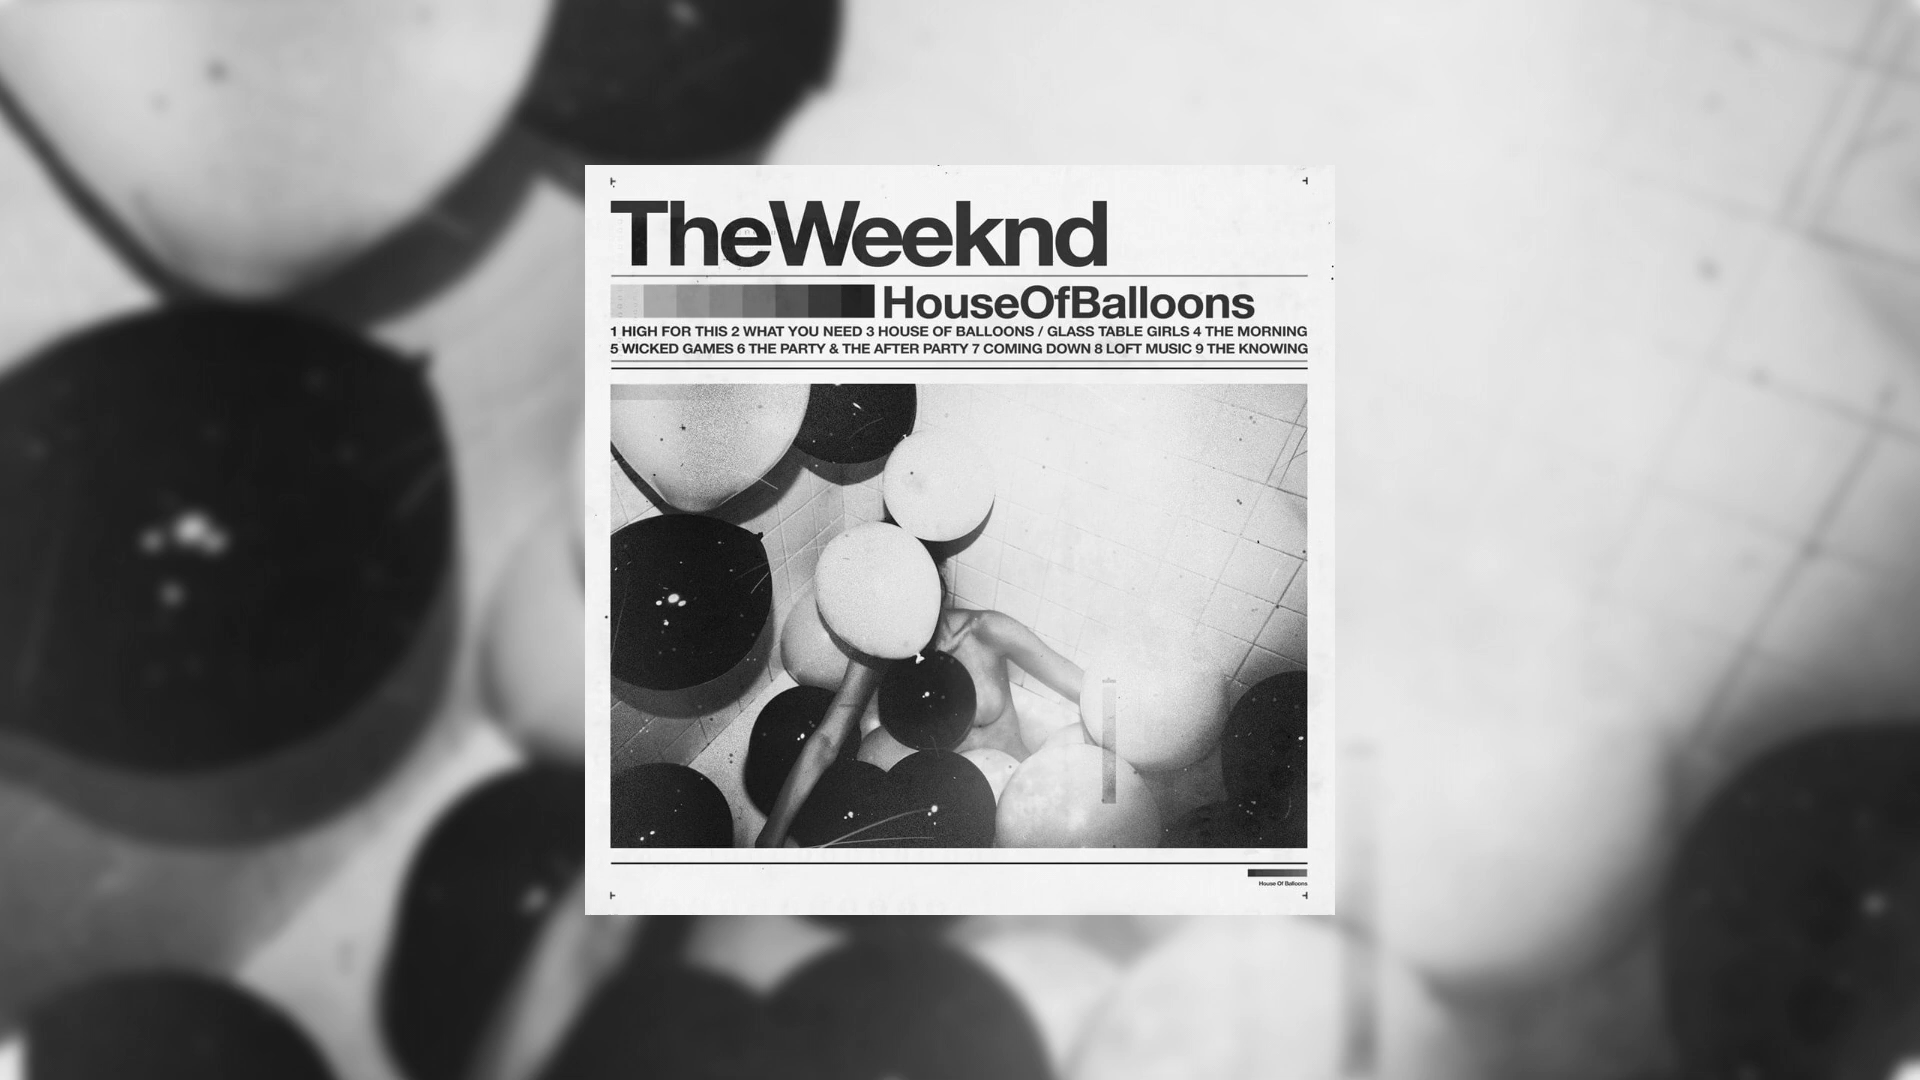 TheWeeknd
HouseOfBalloons
1 HIGH FOR THIS 2 WHAT YOU NEED 3 HOUSE OF BALLOONS / GLASS TABLE GIRLS 4 THE MORNING
5 WICKED GAMES 6 THE PARTY & THE AFTER PARTY 7 COMING DOWN 8 LOFT MUSIC 9 THE KNOWING
House Of Balloons